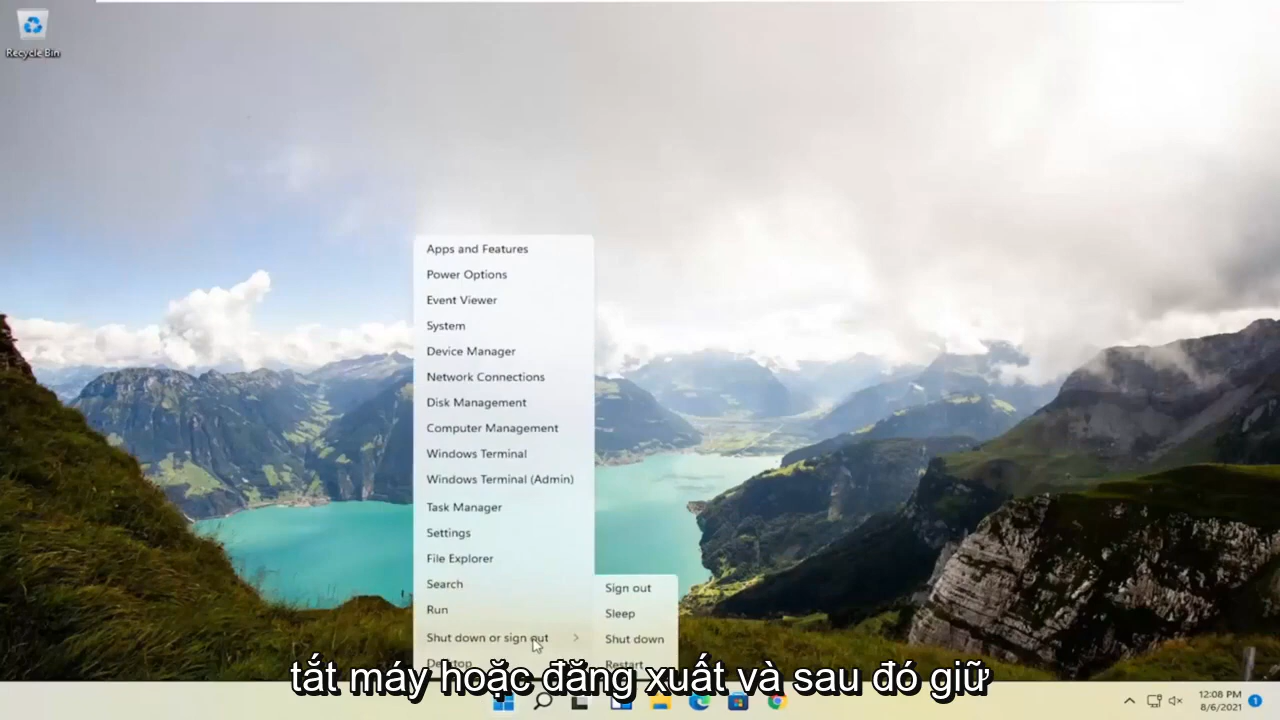 Recycle Bin
Apps and Features
Power Options
Event Viewer
System
Device Manager
Network Connections
Disk Management
Computer Management
Windows Terminal
Windows Terminal (Admin)
Task Manager
Settings
File Explorer
Search
Run
Shut down or sign out
Desktop
Sign out
Sleep
Shut down
Restart
tắt máy hoặc đăng xuất và sau đó giữ
12:08 PM
8/6/2021
1